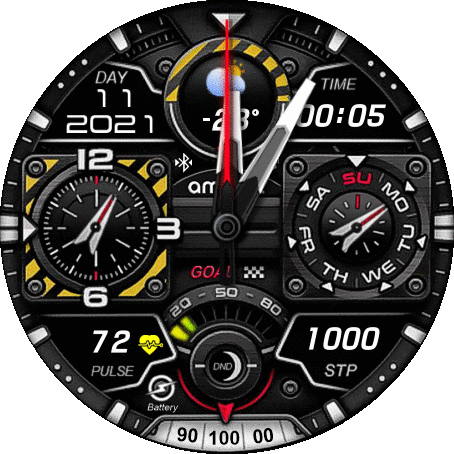 DAY
TIME
11
2021
00:05
12
3
6
SU
MO
TU
WE
TH
FR
SA
GOAL
20 - 50 - 80
72
1000
PULSE
DND
STP
Battery
90 100 00